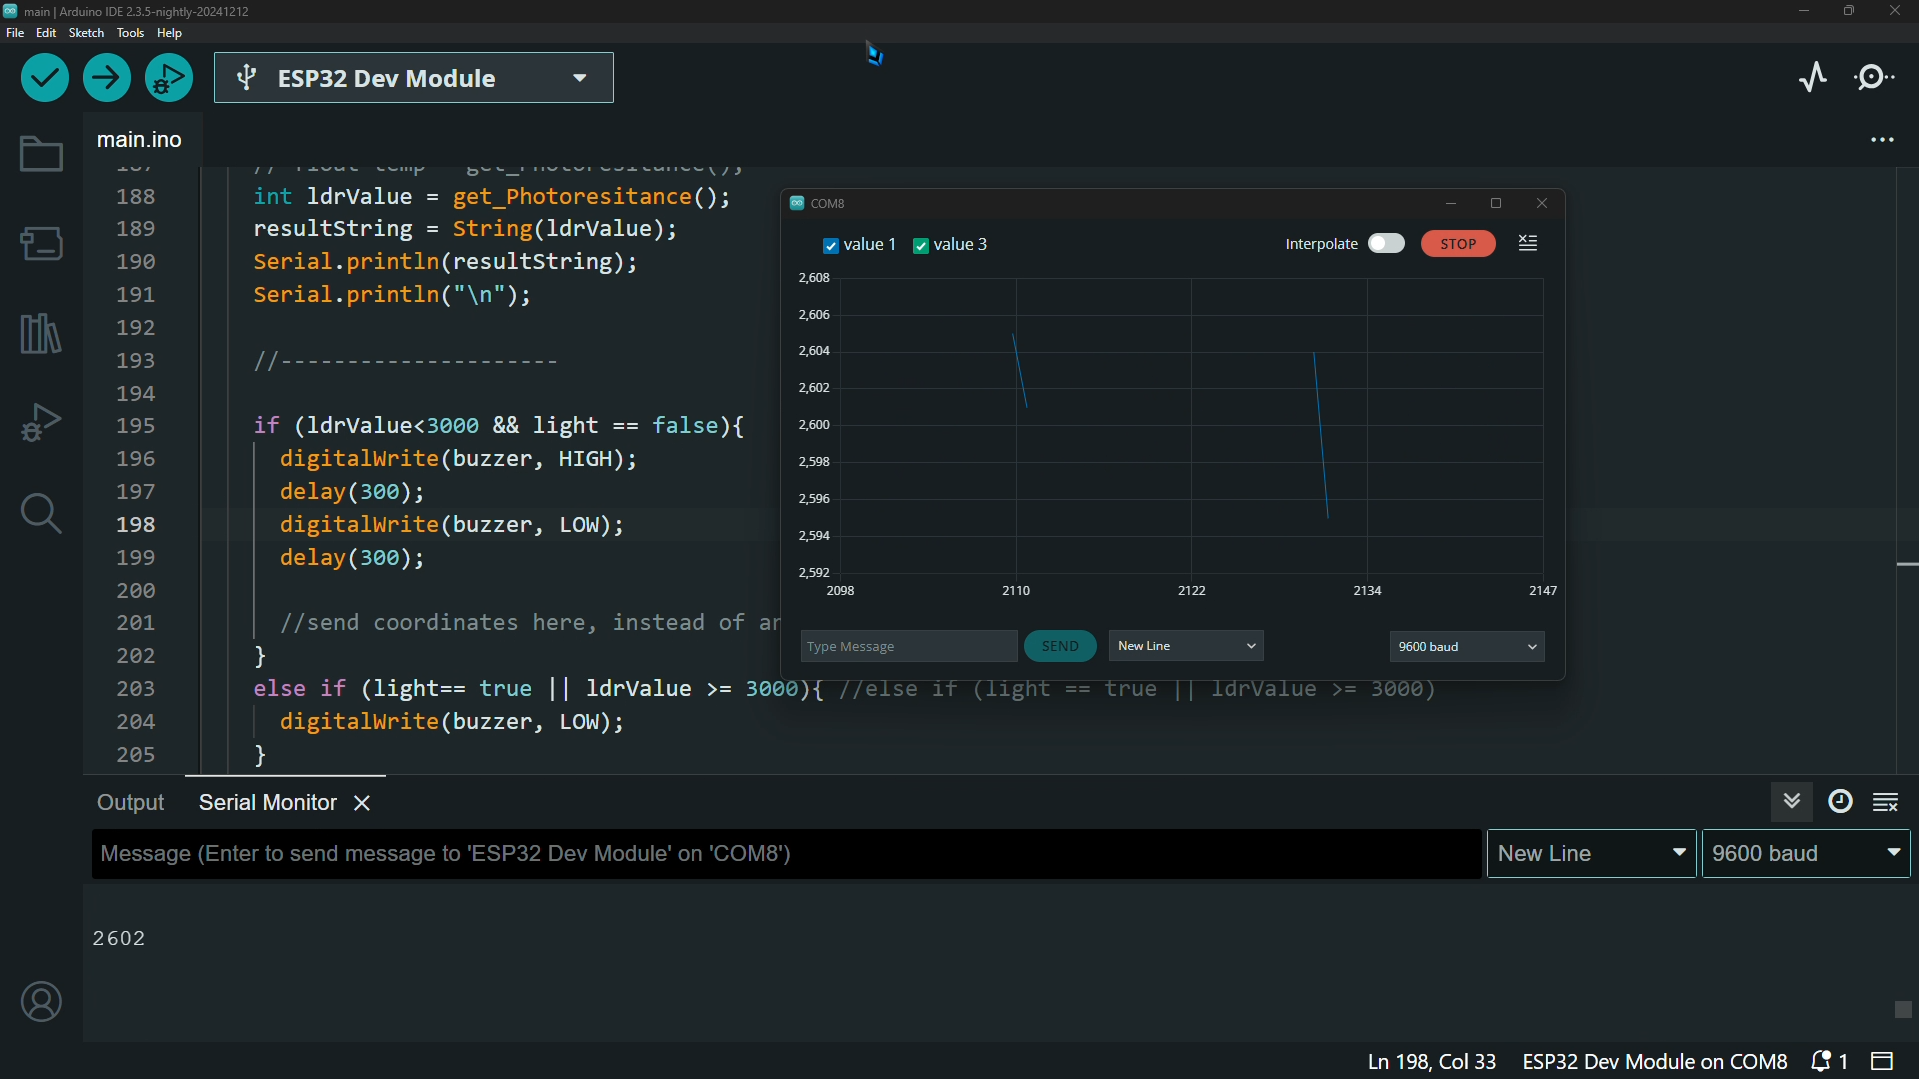 main | Arduino IDE 2.3.5-nightly-20241212
File Edit Sketch Tools Help
ESP32 Dev Module
main.ino
188 int ldrValue = get_Photoresitance();
189 resultString = String(ldrValue);
190 Serial.println(resultString);
191 Serial.println("\n");
192
193 //---------------------
194
195 if (ldrValue<3000 && light == false){
196 digitalWrite(buzzer, HIGH);
197 delay(300);
198 digitalWrite(buzzer, LOW);
199 delay(300);
200
201 //send coordinates here, instead of
202 }
203 else if (light== true || ldrValue >= 3000){ //else if (light == true || ldrValue >= 3000)
204 digitalWrite(buzzer, LOW);
205 }
COM8
value 1 value 3 Interpolate STOP
2,608
2,606
2,604
2,602
2,600
2,598
2,596
2,594
2,592
2098 2110 2122 2134 2147
Type Message SEND New Line 9600 baud
Output Serial Monitor
Message (Enter to send message to 'ESP32 Dev Module' on 'COM8') New Line 9600 baud
2602
Ln 198, Col 33 ESP32 Dev Module on COM8 1